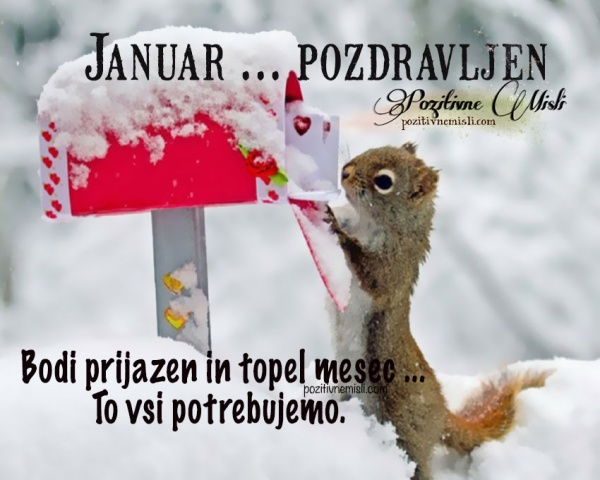 Januar ... pozdravljen
Pozitivne Misli
pozitivnemisli.com
Bodi prijazen in topel mesec ...
pozitivnemisli.com
To vsi potrebujemo.